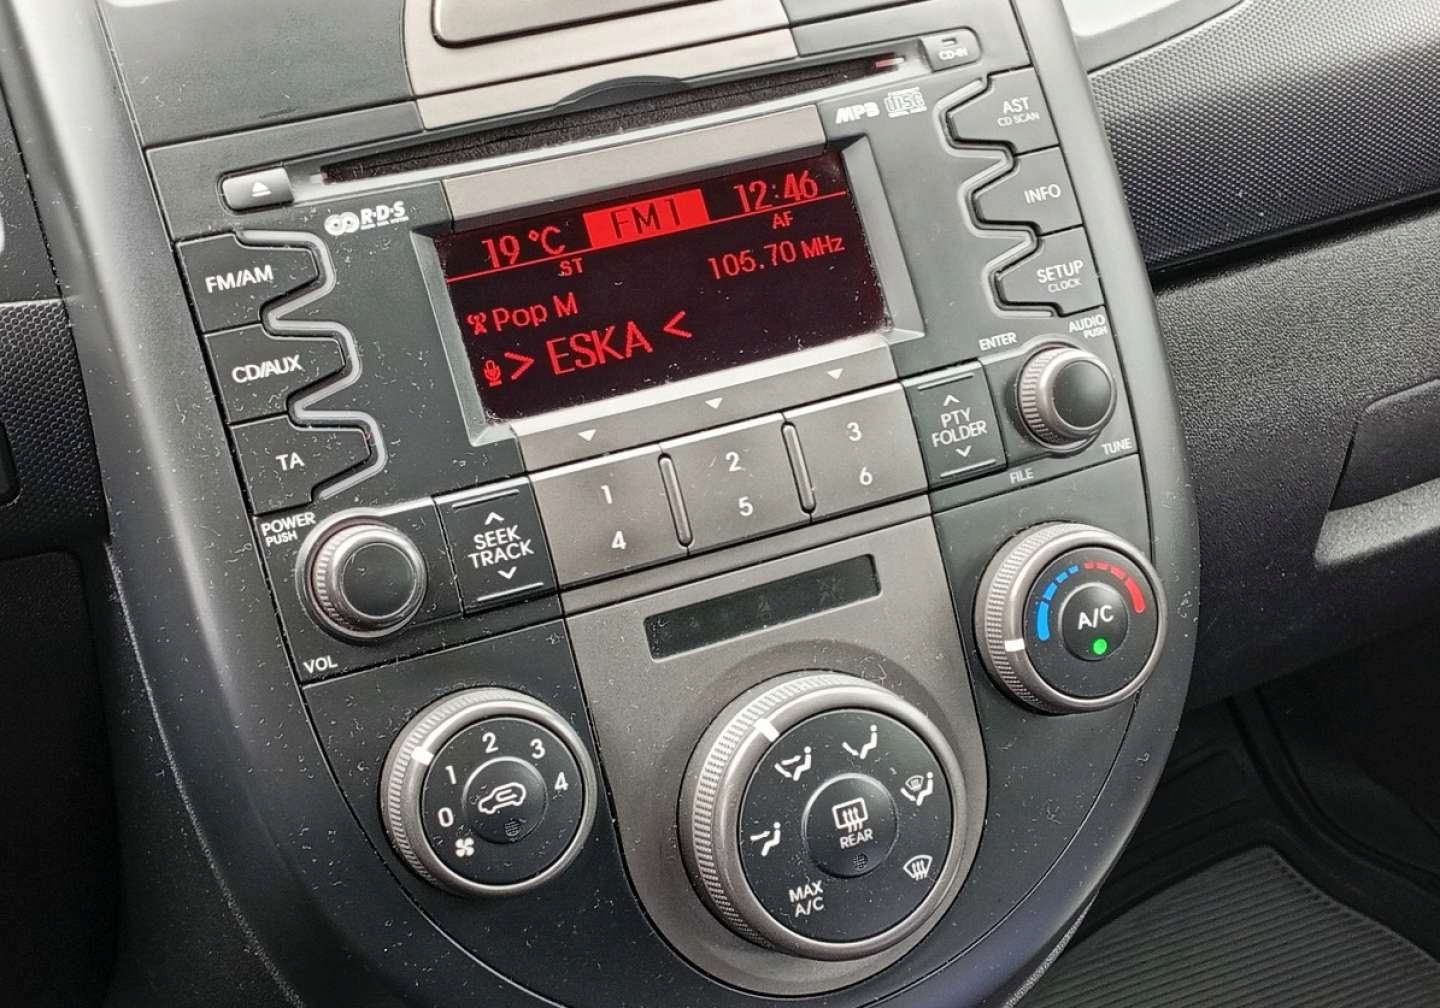 CD-IN
MP3 disc
AST
CD SCAN
R·D·S
19 °C FM1 12:46
ST AF
FM/AM
INFO
105.70 MHz
Pop M
SETUP
CLOCK
> ESKA <
CD/AUX
ENTER
AUDIO
PUSH
TA
PTY
FOLDER
1 2 3
4 5 6
TUNE
FILE
POWER
PUSH
SEEK
TRACK
VOL
A/C
0 1 2 3 4
REAR
MAX
A/C